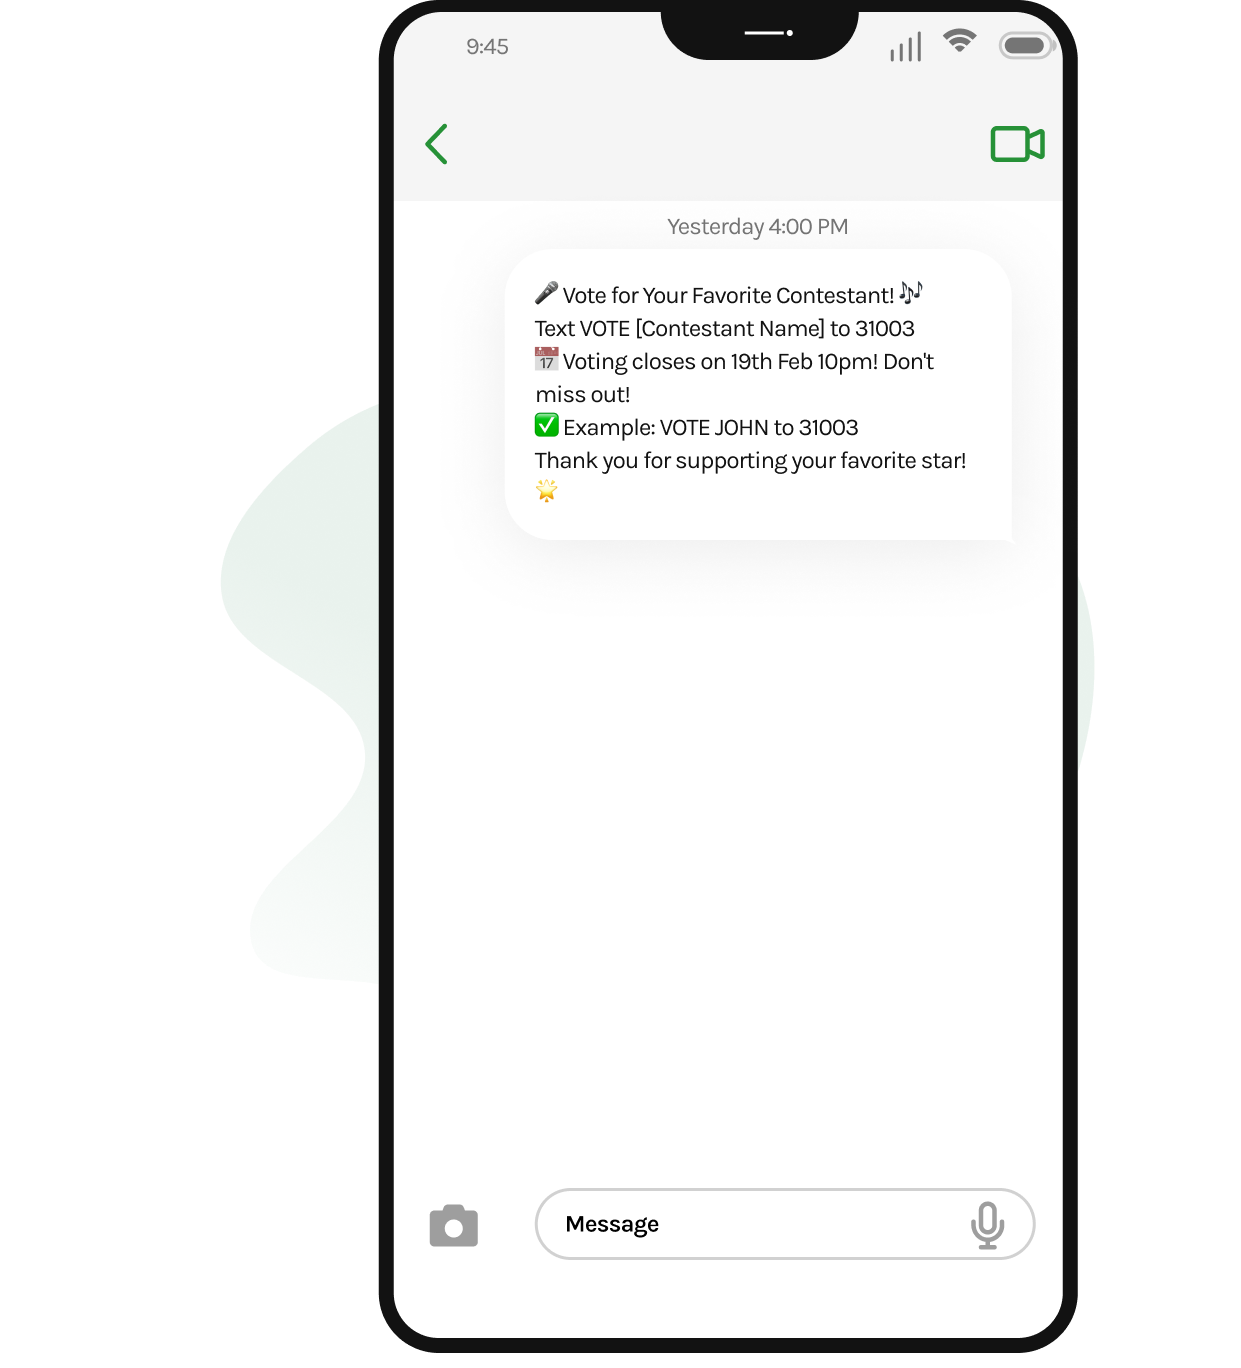 9:45
Yesterday 4:00 PM
🎤 Vote for Your Favorite Contestant! 🎶
Text VOTE [Contestant Name] to 31003
📅 Voting closes on 19th Feb 10pm! Don't
miss out!
✅ Example: VOTE JOHN to 31003
Thank you for supporting your favorite star!
🌟
Message